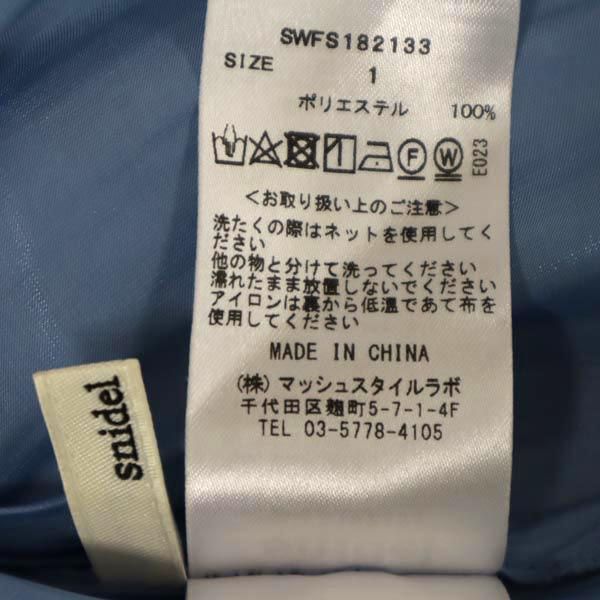 SWFS182133
SIZE
1
ポリエステル 100%
F W E023
<お取り扱い上のご注意>
洗たくの際はネットを使用してく
ださい
他の物と分けて洗ってください
濡れたまま放置しないでください
アイロンは裏から低温であて布を
使用してください
MADE IN CHINA
(株) マッシュスタイルラボ
千代田区麹町5-7-1-4F
TEL 03-5778-4105
snidel